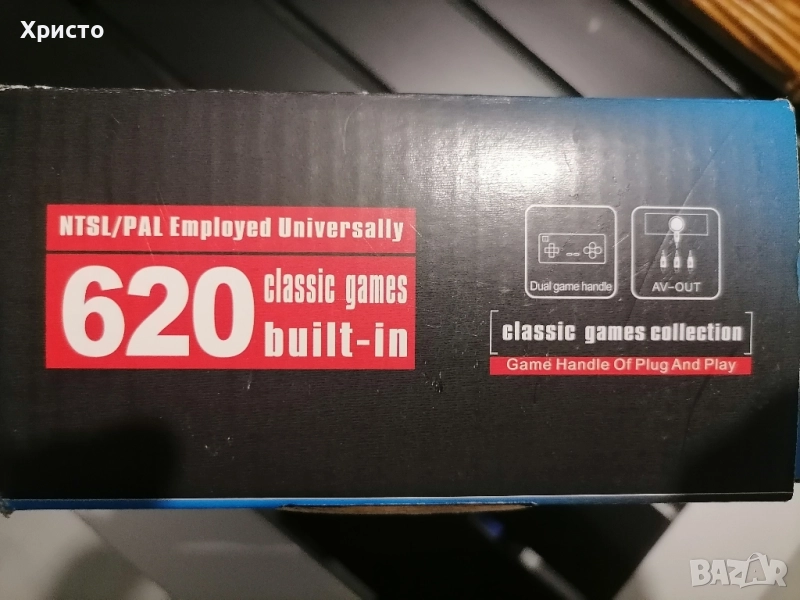 Христо
NTSL/PAL Employed Universally
620 classic games
built-in
Dual game handle
AV-OUT
[classic games collection]
Game Handle Of Plug And Play
BAZAR